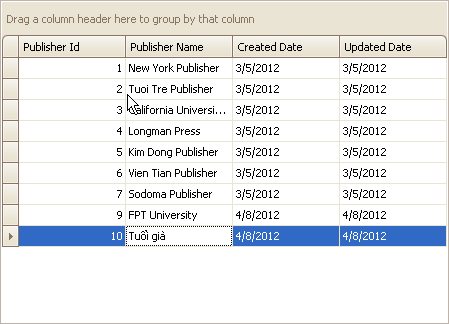 Drag a column header here to group by that column
Publisher Id Publisher Name Created Date Updated Date
1 New York Publisher 3/5/2012 3/5/2012
2 Tuoi Tre Publisher 3/5/2012 3/5/2012
3 California Universi... 3/5/2012 3/5/2012
4 Longman Press 3/5/2012 3/5/2012
5 Kim Dong Publisher 3/5/2012 3/5/2012
6 Vien Tian Publisher 3/5/2012 3/5/2012
7 Sodoma Publisher 3/5/2012 3/5/2012
9 FPT University 4/8/2012 4/8/2012
10 Tuổi già 4/8/2012 4/8/2012